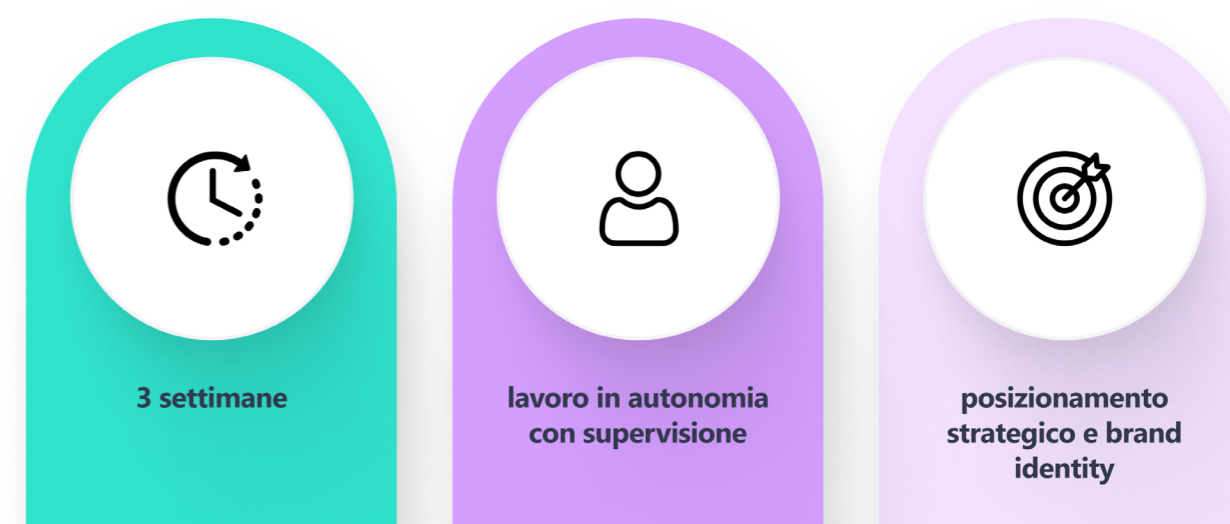 3 settimane
lavoro in autonomia
con supervisione
posizionamento
strategico e brand
identity